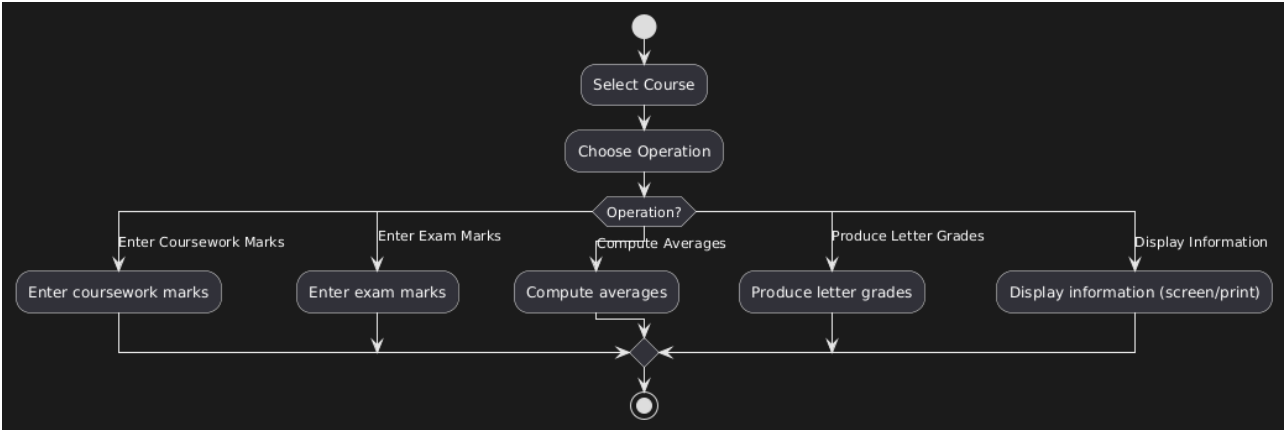 Select Course
Choose Operation
Operation?
Enter Coursework Marks
Enter Exam Marks
Compute Averages
Produce Letter Grades
Display Information
Enter coursework marks
Enter exam marks
Compute averages
Produce letter grades
Display information (screen/print)